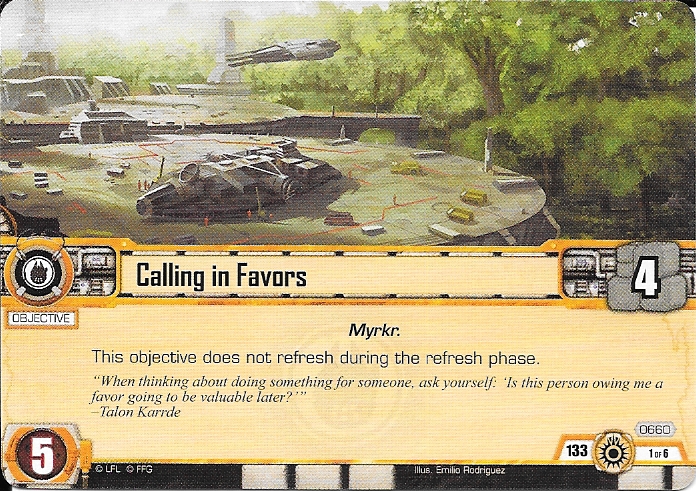 Calling in Favors
4
OBJECTIVE
Myrkr.
This objective does not refresh during the refresh phase.
“When thinking about doing something for someone, ask yourself: ‘Is this person owing me a
favor going to be valuable later?’”
–Talon Karrde
5
© LFL © FFG
Illus. Emilio Rodriguez
0660
133
1 OF 6